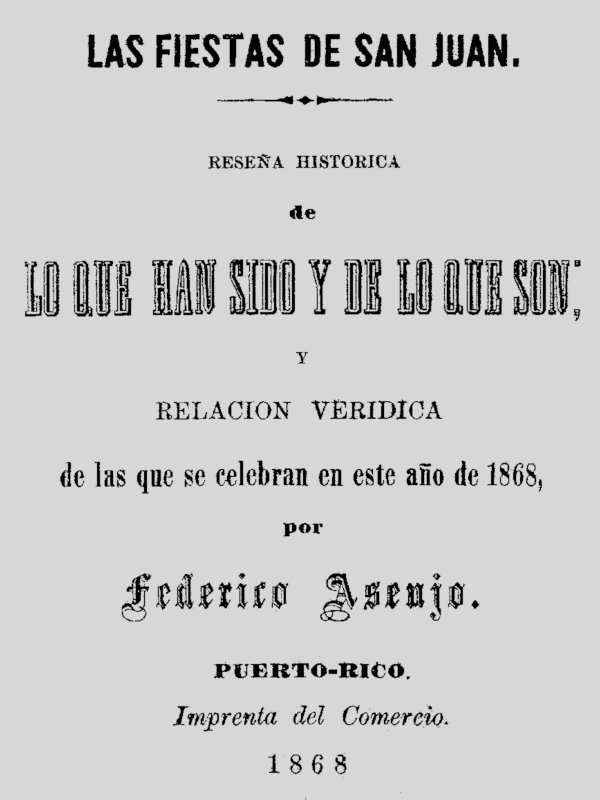 LAS FIESTAS DE SAN JUAN.
RESEÑA HISTORICA
de
LO QUE HAN SIDO Y DE LO QUE SON;
Y
RELACION VERIDICA
de las que se celebran en este año de 1868,
por
Federico Asenjo.
PUERTO-RICO.
Imprenta del Comercio.
1868